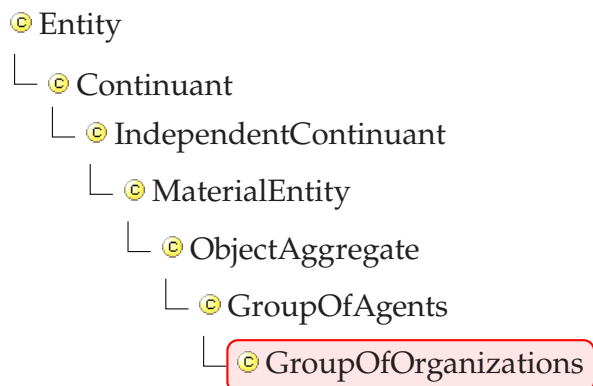 Entity
Continuant
IndependentContinuant
MaterialEntity
ObjectAggregate
GroupOfAgents
GroupOfOrganizations